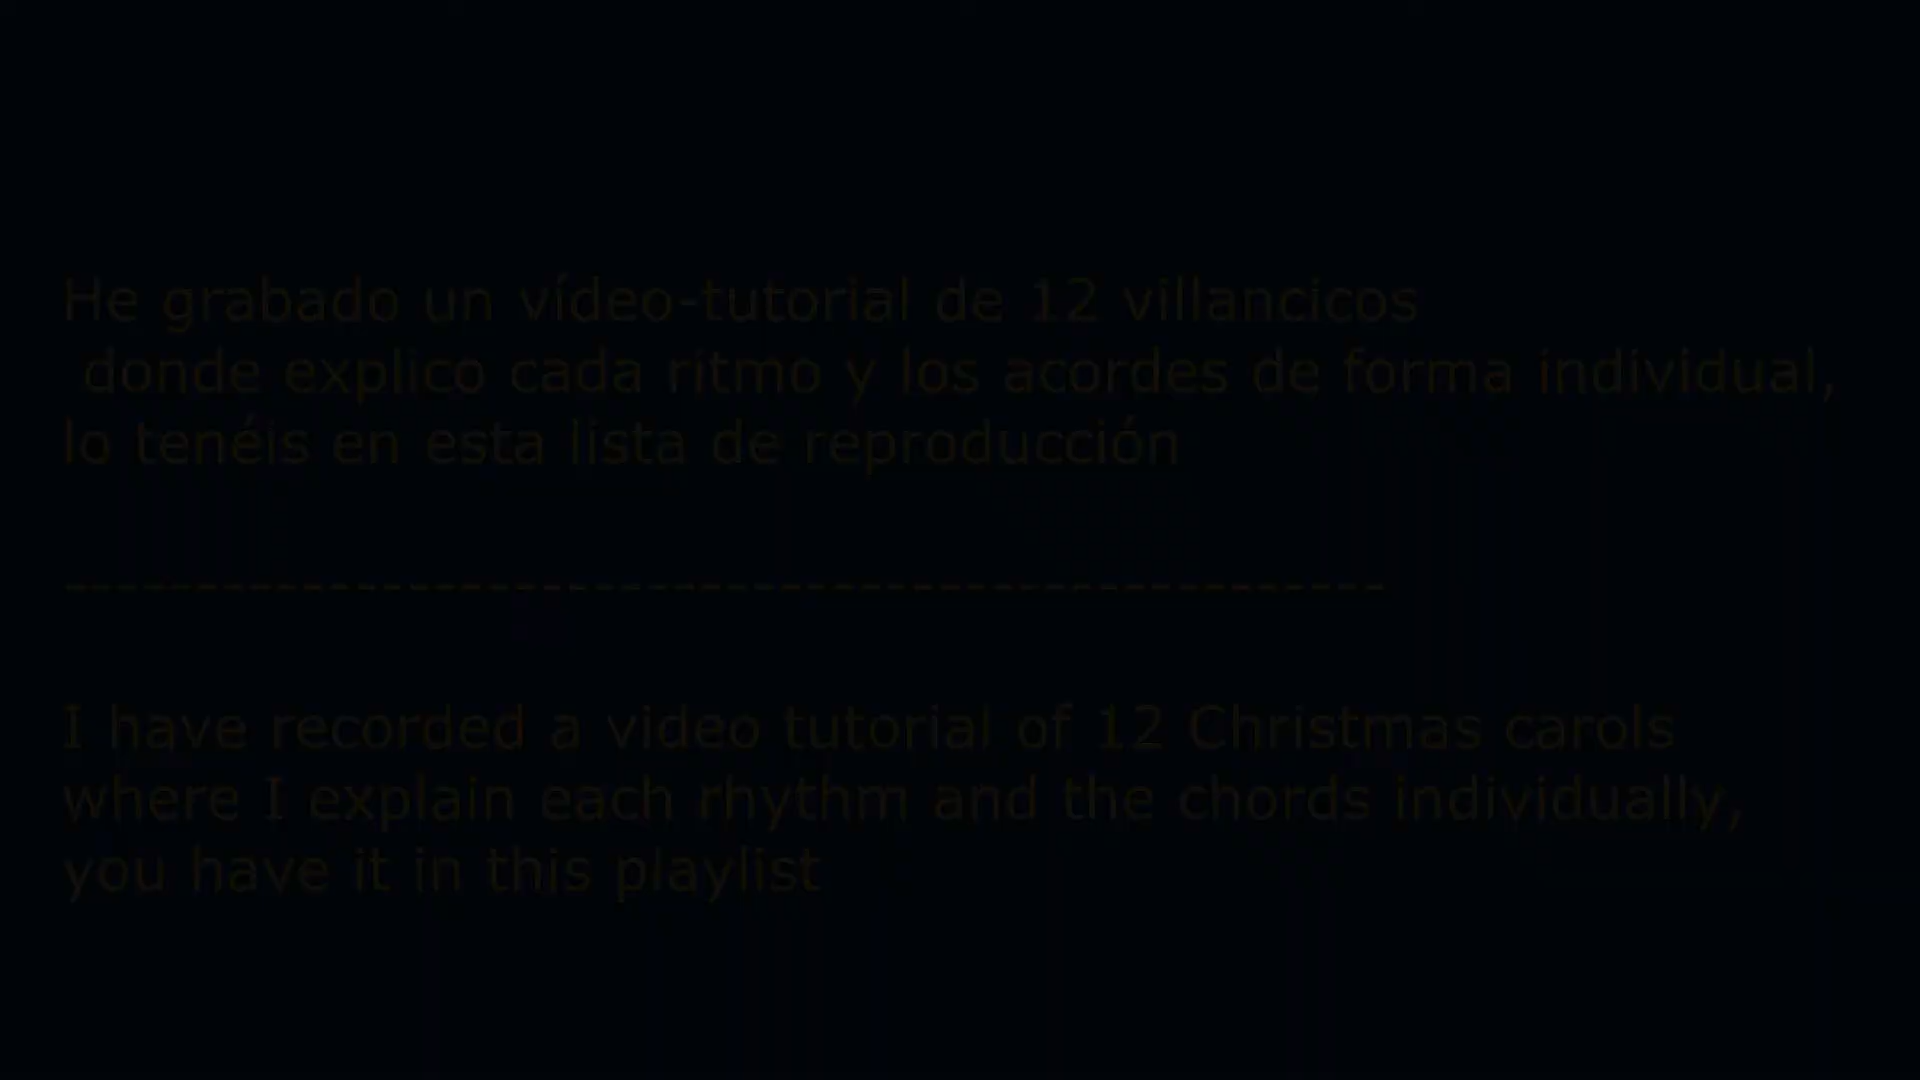 He grabado un vídeo-tutorial de 12 villancicos
donde explico cada ritmo y los acordes de forma individual,
lo tenéis en esta lista de reproducción
--------------------------------------------------
I have recorded a video tutorial of 12 Christmas carols
where I explain each rhythm and the chords individually,
you have it in this playlist